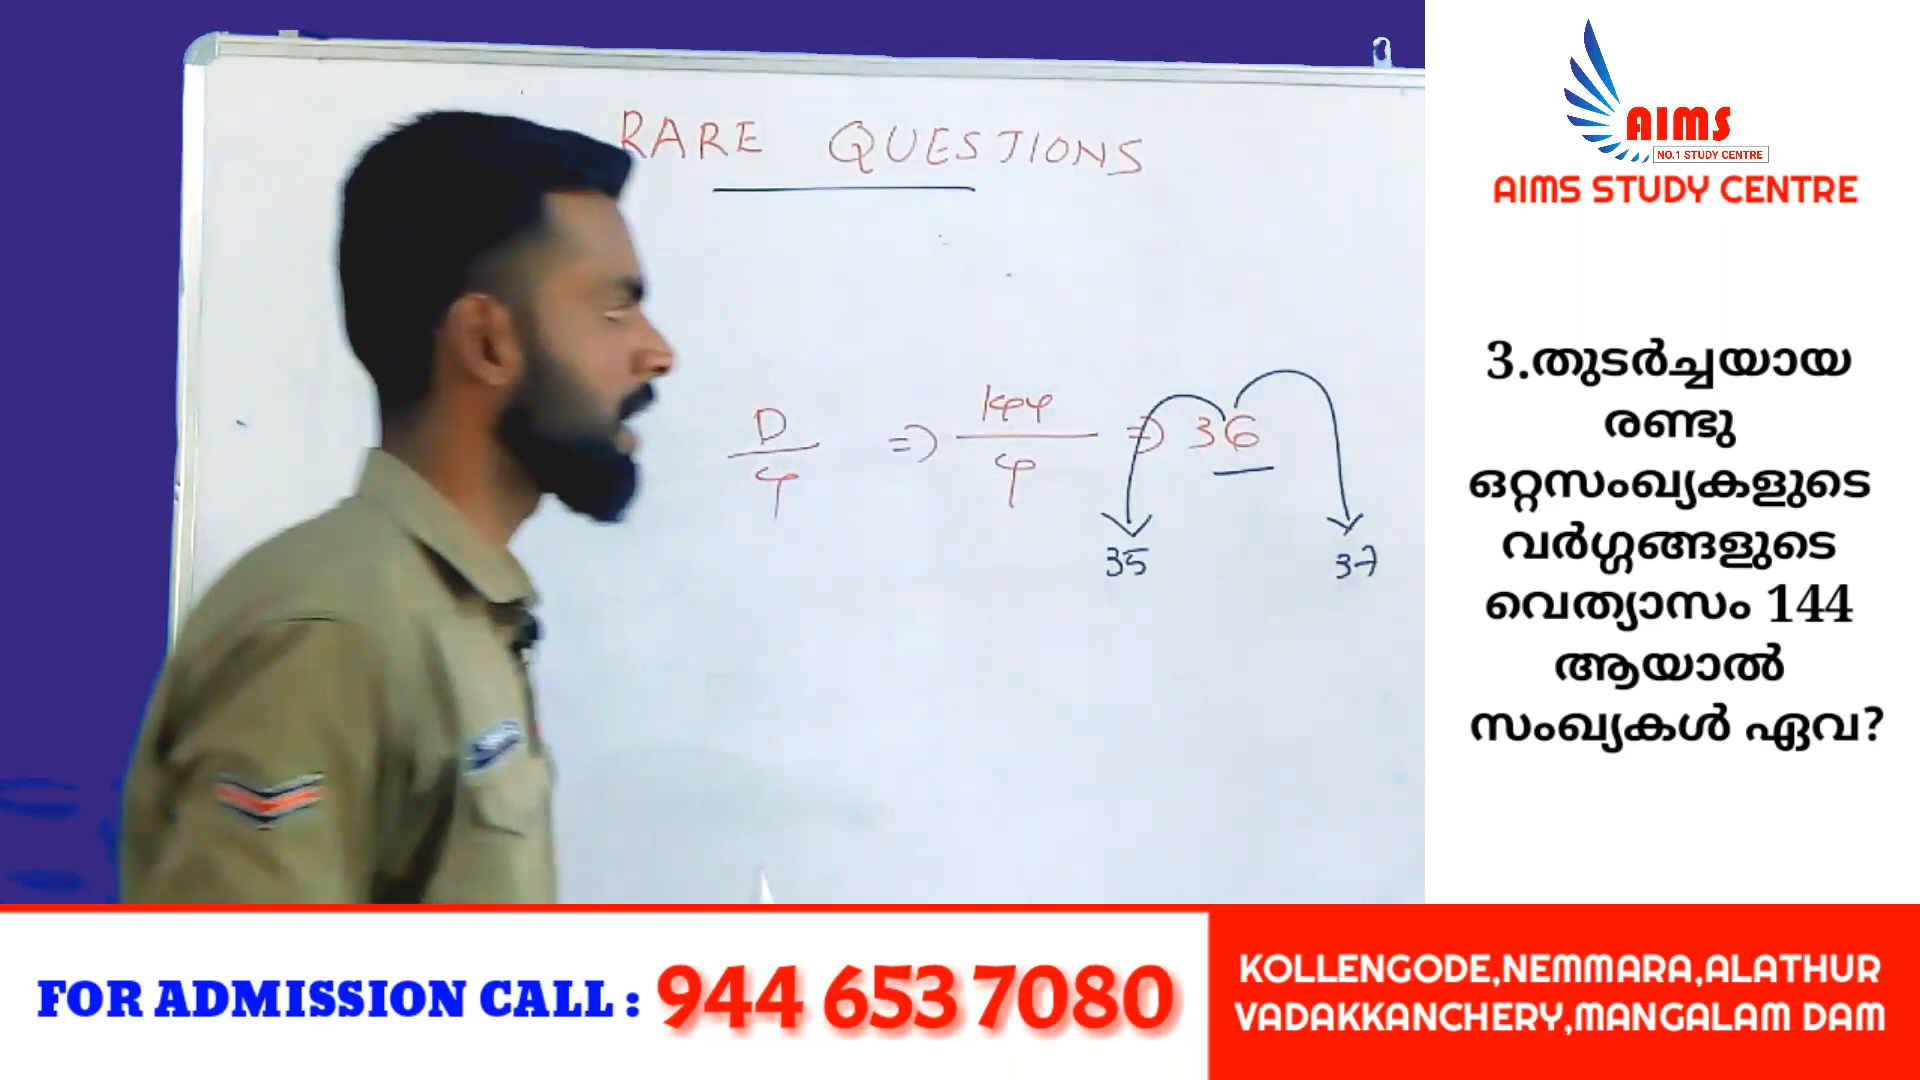 RARE QUESTIONS
D/4 => 144/4 => 36
35 37
AIMS
NO.1 STUDY CENTRE
AIMS STUDY CENTRE
3.തുടർച്ചയായ
രണ്ടു
ഒറ്റസംഖ്യകളുടെ
വർഗ്ഗങ്ങളുടെ
വെത്യാസം 144
ആയാൽ
സംഖ്യകൾ ഏവ?
FOR ADMISSION CALL : 944 653 7080
KOLLENGODE,NEMMARA,ALATHUR
VADAKKANCHERY,MANGALAM DAM